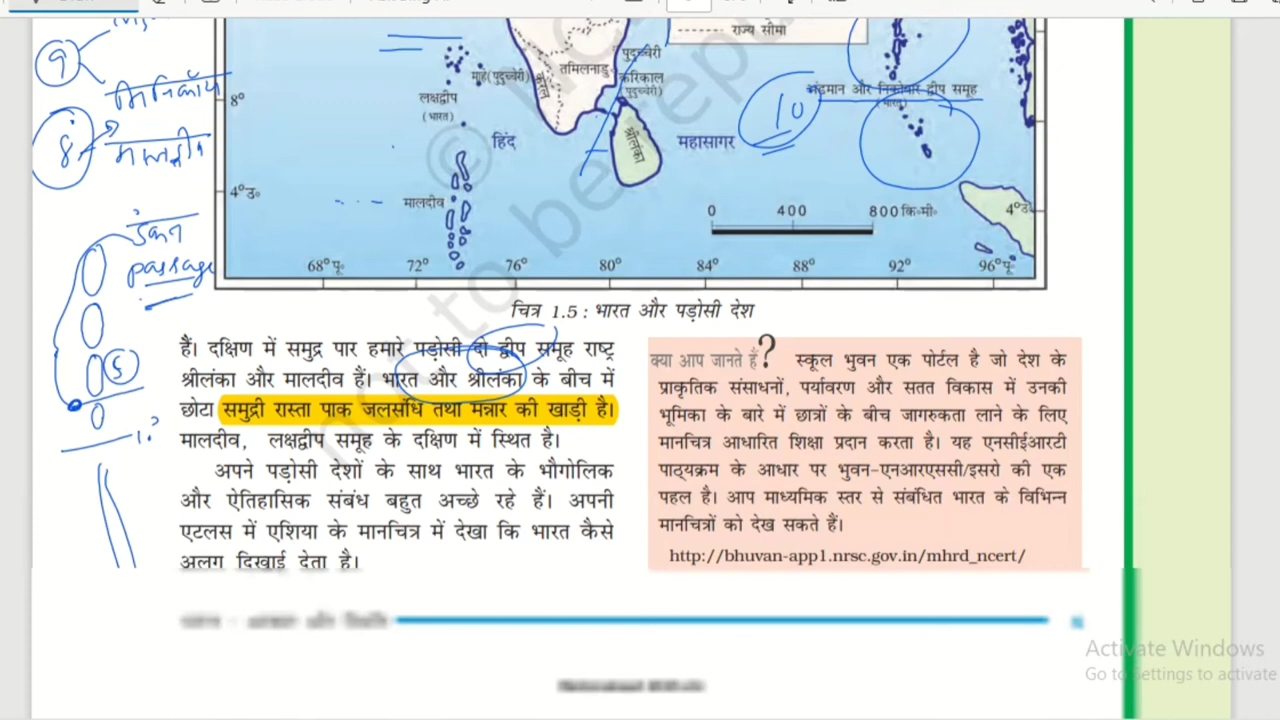 राज्य सीमा
पुदुच्चेरी
तमिलनाडु
करिकाल
(पुदुच्चेरी)
माहे (पुदुच्चेरी)
केरल
लक्षद्वीप
(भारत)
अंडमान और निकोबार द्वीप समूह
(भारत)
8°
10
9
मिनिकॉय
8°
मालदीव
हिंद
महासागर
श्रीलंका
4°उ॰
मालदीव
0 400 800 कि॰मी॰
4°उ॰
68°पू॰ 72° 76° 80° 84° 88° 92° 96°पू॰
डंकन
passage
5
चित्र 1.5 : भारत और पड़ोसी देश
हैं। दक्षिण में समुद्र पार हमारे पड़ोसी दो द्वीप समूह राष्ट्र
श्रीलंका और मालदीव हैं। भारत और श्रीलंका के बीच में
छोटा समुद्री रास्ता पाक जलसंधि तथा मन्नार की खाड़ी है।
मालदीव, लक्षद्वीप समूह के दक्षिण में स्थित है।
अपने पड़ोसी देशों के साथ भारत के भौगोलिक
और ऐतिहासिक संबंध बहुत अच्छे रहे हैं। अपनी
एटलस में एशिया के मानचित्र में देखा कि भारत कैसे
अलग दिखाई देता है।
क्या आप जानते हैं? स्कूल भुवन एक पोर्टल है जो देश के
प्राकृतिक संसाधनों, पर्यावरण और सतत विकास में उनकी
भूमिका के बारे में छात्रों के बीच जागरुकता लाने के लिए
मानचित्र आधारित शिक्षा प्रदान करता है। यह एनसीईआरटी
पाठ्यक्रम के आधार पर भुवन-एनआरएससी/इसरो की एक
पहल है। आप माध्यमिक स्तर से संबंधित भारत के विभिन्न
मानचित्रों को देख सकते हैं।
http://bhuvan-app1.nrsc.gov.in/mhrd_ncert/
Activate Windows
Go to Settings to activate